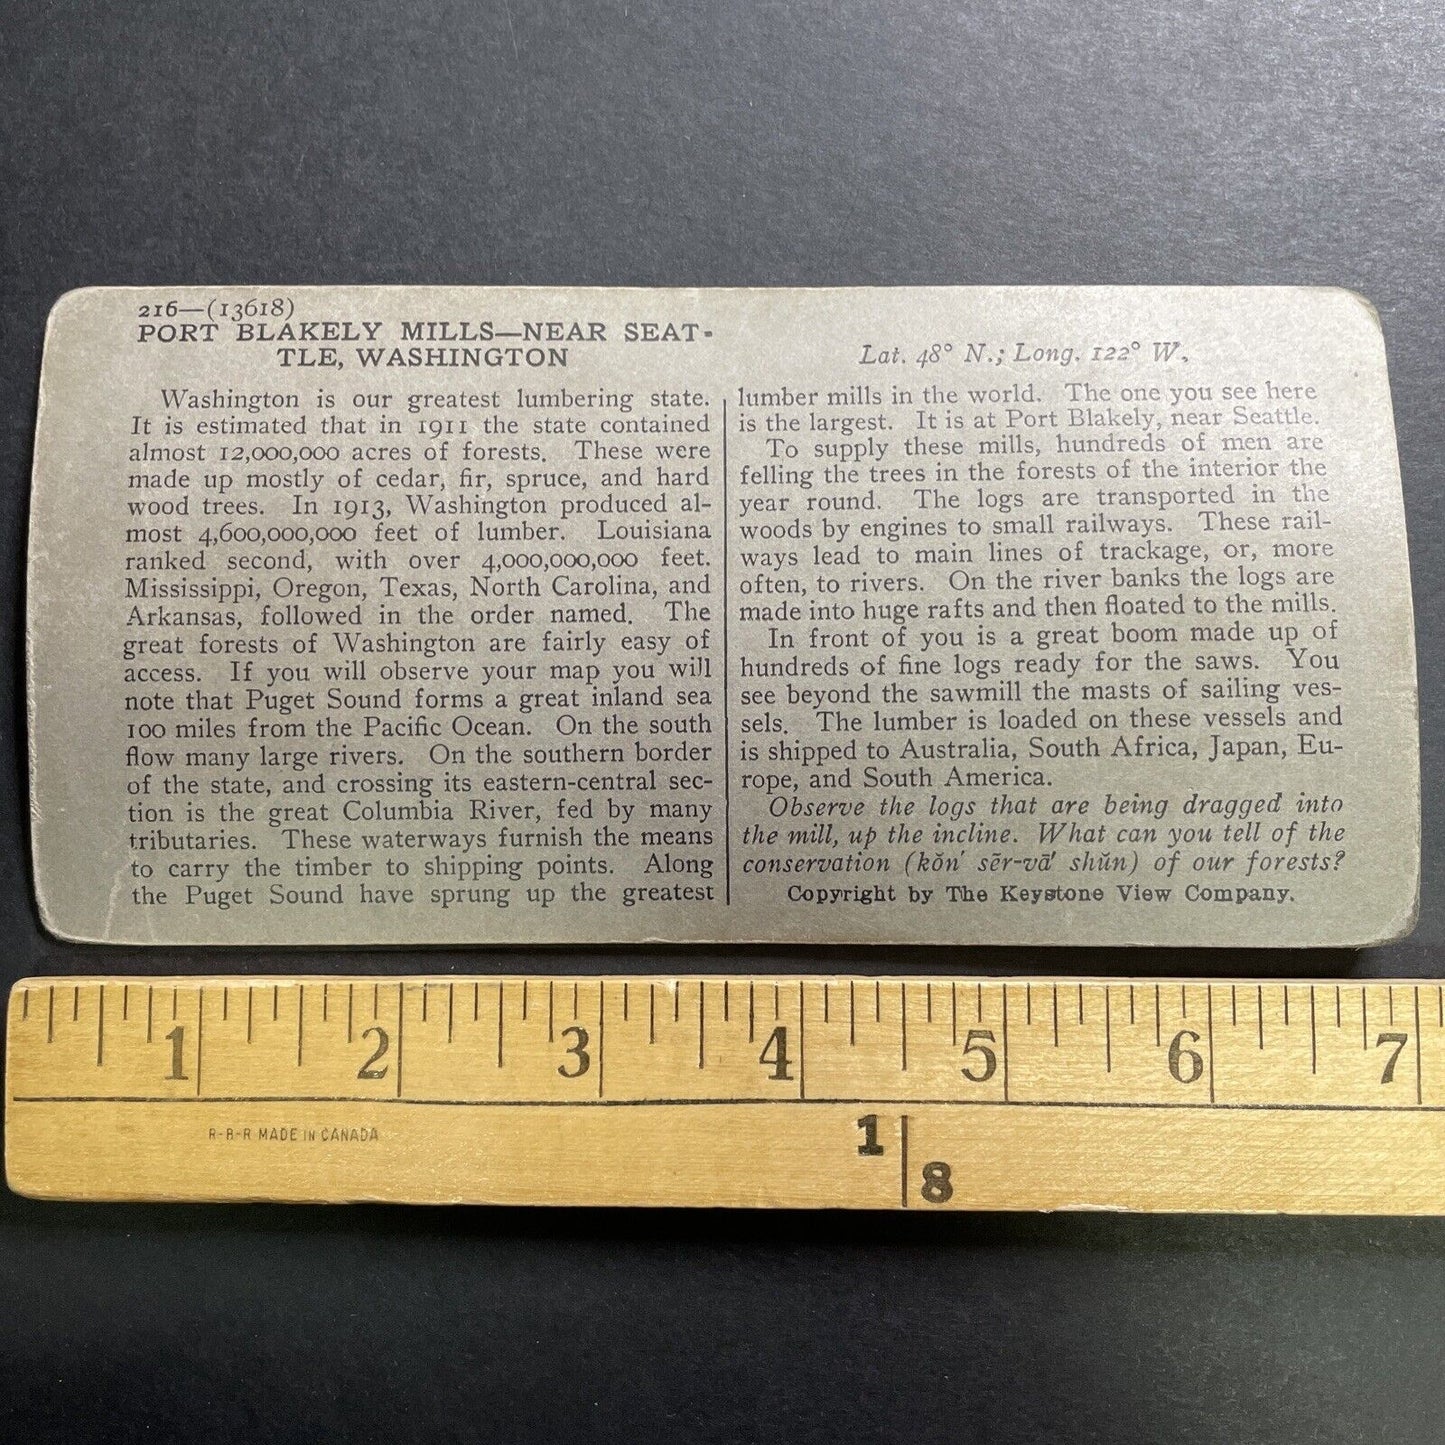 216—(13618)
PORT BLAKELY MILLS—NEAR SEAT-
TLE, WASHINGTON
Washington is our greatest lumbering state.
It is estimated that in 1911 the state contained
almost 12,000,000 acres of forests. These were
made up mostly of cedar, fir, spruce, and hard
wood trees. In 1913, Washington produced al-
most 4,600,000,000 feet of lumber. Louisiana
ranked second, with over 4,000,000,000 feet.
Mississippi, Oregon, Texas, North Carolina, and
Arkansas, followed in the order named. The
great forests of Washington are fairly easy of
access. If you will observe your map you will
note that Puget Sound forms a great inland sea
100 miles from the Pacific Ocean. On the south
flow many large rivers. On the southern border
of the state, and crossing its eastern-central sec-
tion is the great Columbia River, fed by many
tributaries. These waterways furnish the means
to carry the timber to shipping points. Along
the Puget Sound have sprung up the greatest
Lat. 48° N.; Long. 122° W.
lumber mills in the world. The one you see here
is the largest. It is at Port Blakely, near Seattle.
To supply these mills, hundreds of men are
felling the trees in the forests of the interior the
year round. The logs are transported in the
woods by engines to small railways. These rail-
ways lead to main lines of trackage, or, more
often, to rivers. On the river banks the logs are
made into huge rafts and then floated to the mills.
In front of you is a great boom made up of
hundreds of fine logs ready for the saws. You
see beyond the sawmill the masts of sailing ves-
sels. The lumber is loaded on these vessels and
is shipped to Australia, South Africa, Japan, Eu-
rope, and South America.
Observe the logs that are being dragged into
the mill, up the incline. What can you tell of the
conservation (kŏn′ sẽr-vā′ shŭn) of our forests?
Copyright by The Keystone View Company.
1 2 3 4 5 6 7
R-B-R MADE IN CANADA
1
8